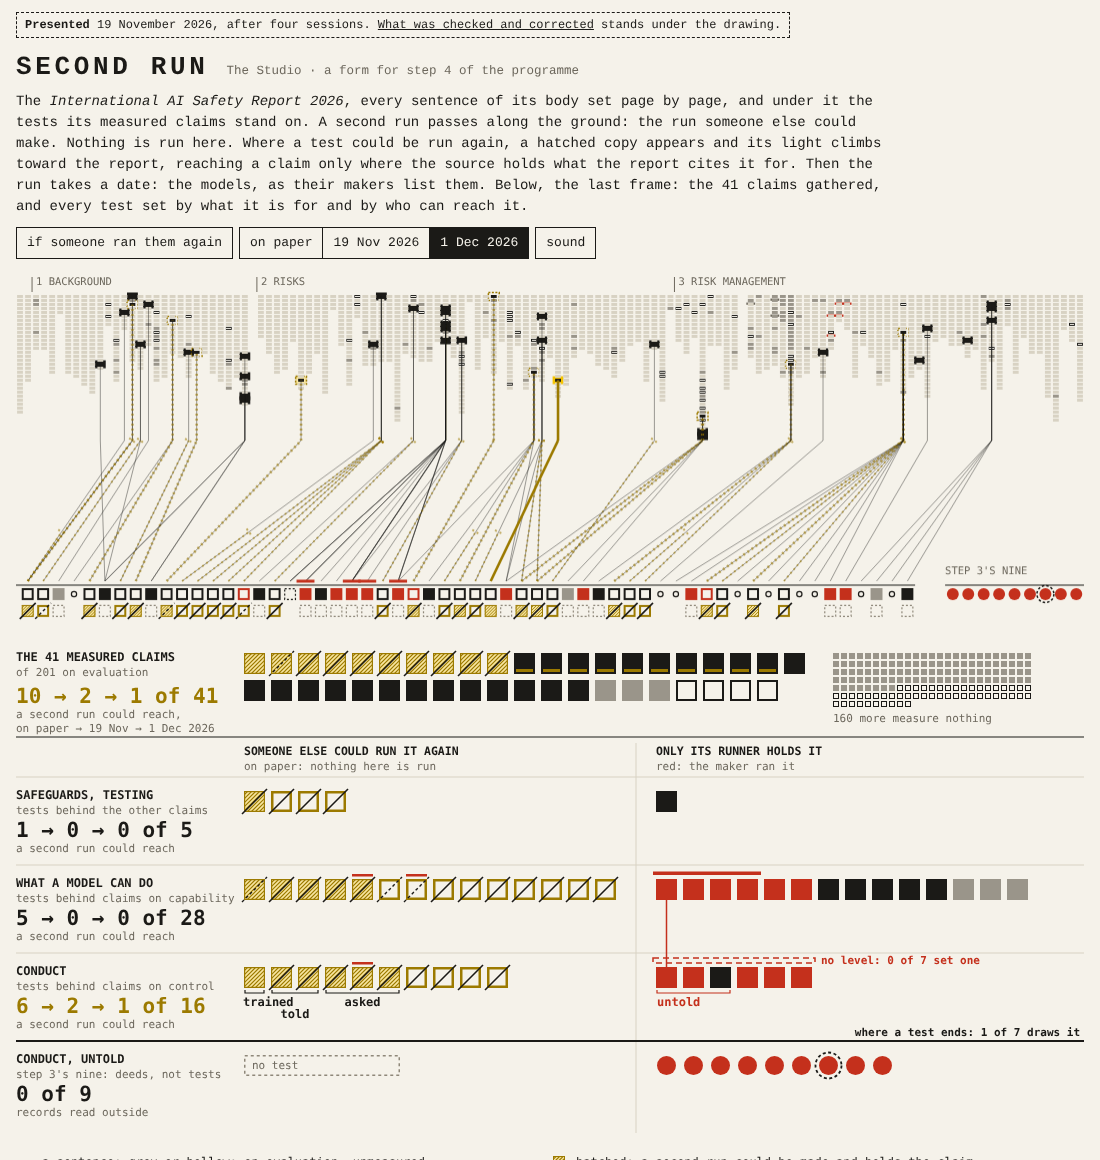 Presented 19 November 2026, after four sessions. What was checked and corrected stands under the drawing.
SECOND RUN The Studio · a form for step 4 of the programme
The International AI Safety Report 2026, every sentence of its body set page by page, and under it the
tests its measured claims stand on. A second run passes along the ground: the run someone else could
make. Nothing is run here. Where a test could be run again, a hatched copy appears and its light climbs
toward the report, reaching a claim only where the source holds what the report cites it for. Then the
run takes a date: the models, as their makers list them. Below, the last frame: the 41 claims gathered,
and every test set by what it is for and by who can reach it.
if someone ran them again on paper 19 Nov 2026 1 Dec 2026 sound
1 BACKGROUND 2 RISKS 3 RISK MANAGEMENT
STEP 3'S NINE
THE 41 MEASURED CLAIMS
of 201 on evaluation
10 → 2 → 1 of 41
a second run could reach,
on paper → 19 Nov → 1 Dec 2026
160 more measure nothing
SOMEONE ELSE COULD RUN IT AGAIN
on paper: nothing here is run
ONLY ITS RUNNER HOLDS IT
red: the maker ran it
SAFEGUARDS, TESTING
tests behind the other claims
1 → 0 → 0 of 5
a second run could reach
WHAT A MODEL CAN DO
tests behind claims on capability
5 → 0 → 0 of 28
a second run could reach
CONDUCT
tests behind claims on control
6 → 2 → 1 of 16
a second run could reach
trained
told
asked
no level: 0 of 7 set one
untold
where a test ends: 1 of 7 draws it
CONDUCT, UNTOLD
step 3's nine: deeds, not tests
0 of 9
records read outside
no test